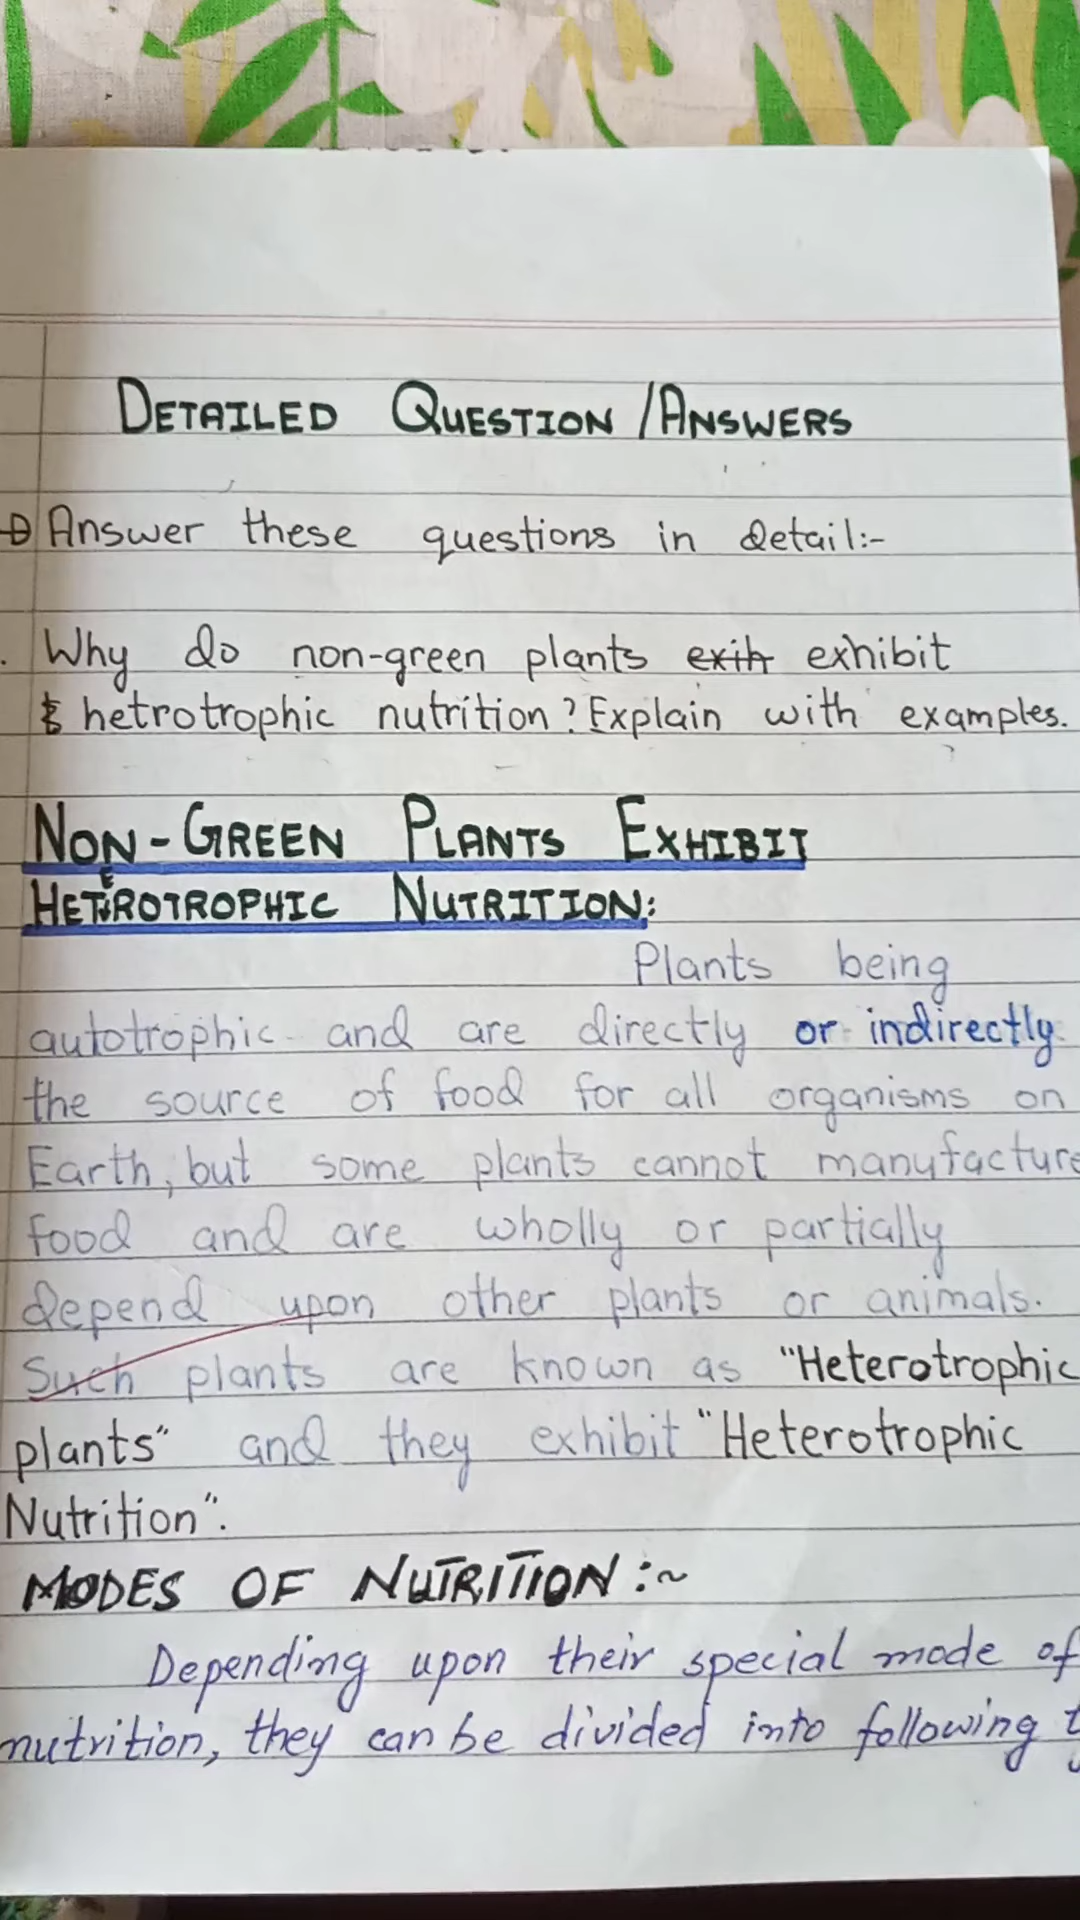 DETAILED QUESTION/ANSWERS
Answer these questions in detail:-
Why do non-green plants exih exhibit
hetrotrophic nutrition? Explain with examples.
NON-GREEN PLANTS EXHIBIT
HETEROTROPHIC NUTRITION:
Plants being
autotrophic and are directly or indirectly
the source of food for all organisms on
Earth, but some plants cannot manufacture
food and are wholly or partially
depend upon other plants or animals.
Such plants are known as "Heterotrophic
plants" and they exhibit "Heterotrophic
Nutrition".
MODES OF NUTRITION:~
Depending upon their special mode of
nutrition, they can be divided into following